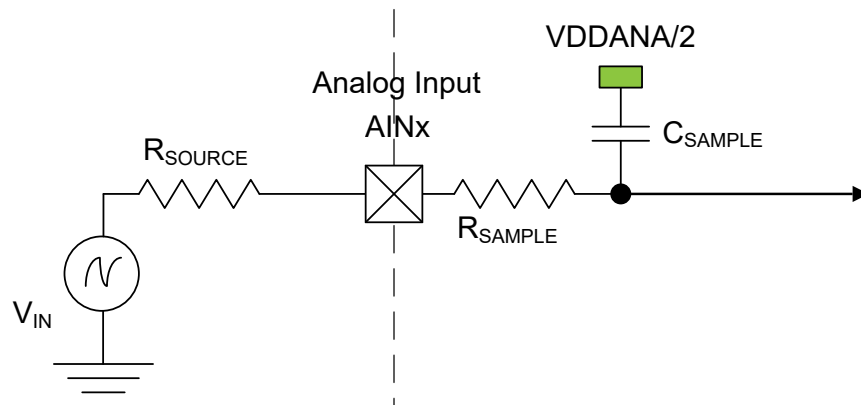 VDDANA/2
Analog Input
AINx
CSAMPLE
RSOURCE
RSAMPLE
VIN